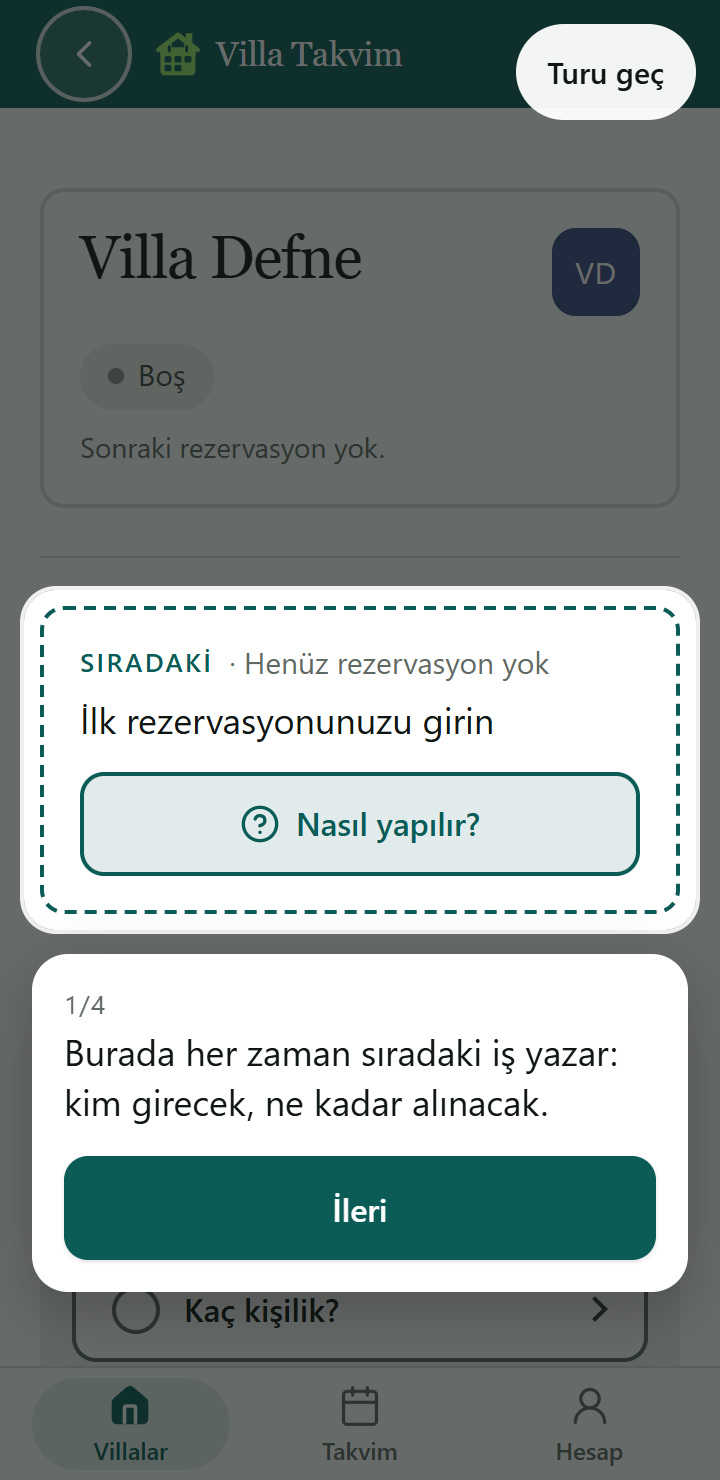 Villa Takvim
Turu geç
Villa Defne
VD
Boş
Sonraki rezervasyon yok.
SIRADAKİ · Henüz rezervasyon yok
İlk rezervasyonunuzu girin
Nasıl yapılır?
1/4
Burada her zaman sıradaki iş yazar:
kim girecek, ne kadar alınacak.
İleri
Kaç kişilik?
Villalar
Takvim
Hesap